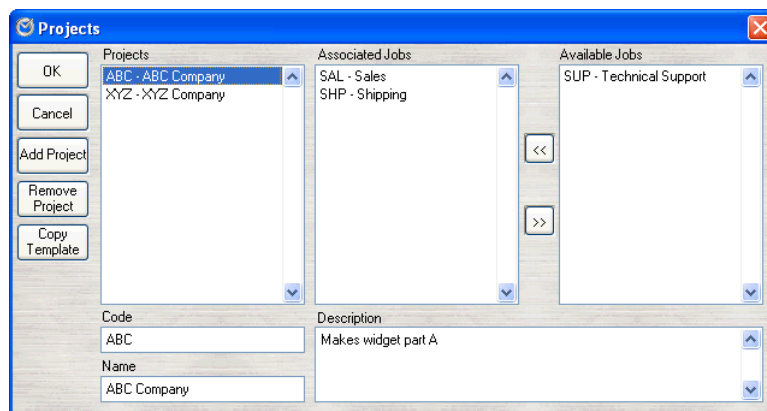 Projects
OK
Cancel
Add Project
Remove
Project
Copy
Template
Projects
ABC - ABC Company
XYZ - XYZ Company
Associated Jobs
SAL - Sales
SHP - Shipping
<<
>>
Available Jobs
SUP - Technical Support
Code
ABC
Name
ABC Company
Description
Makes widget part A